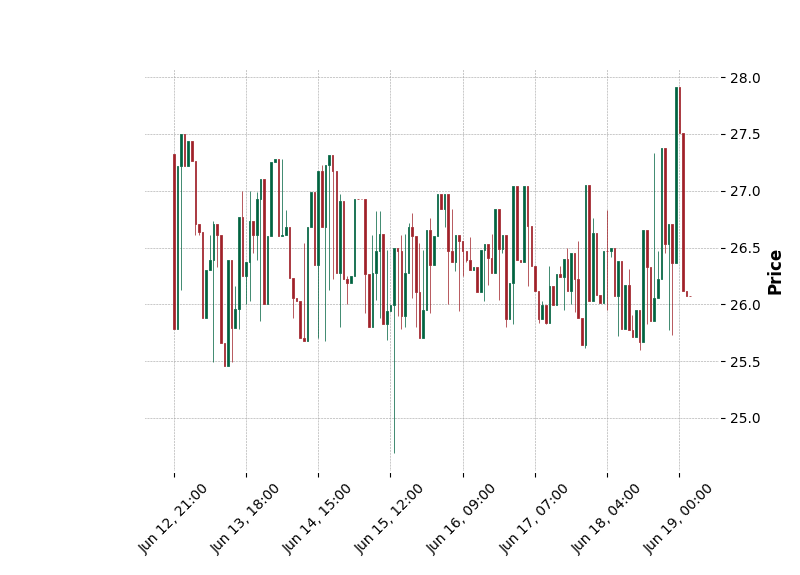 28.0
27.5
27.0
26.5
26.0
25.5
25.0
Price
Jun 12, 21:00
Jun 13, 18:00
Jun 14, 15:00
Jun 15, 12:00
Jun 16, 09:00
Jun 17, 07:00
Jun 18, 04:00
Jun 19, 00:00